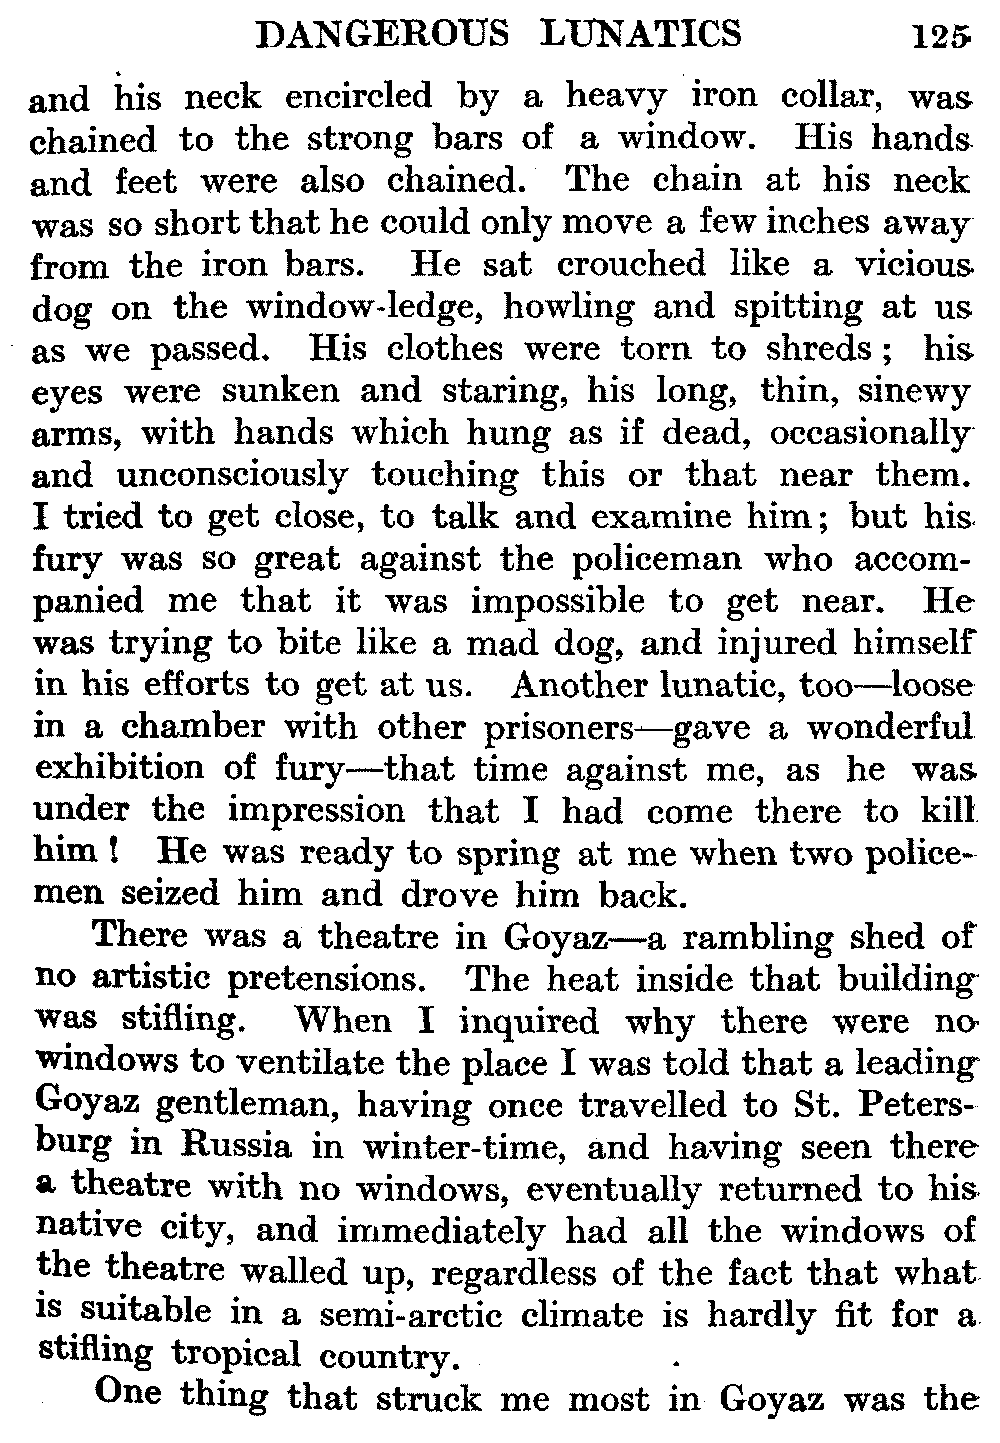 DANGEROUS LUNATICS 125
and his neck encircled by a heavy iron collar, was
chained to the strong bars of a window. His hands
and feet were also chained. The chain at his neck
was so short that he could only move a few inches away
from the iron bars. He sat crouched like a vicious
dog on the window-ledge, howling and spitting at us
as we passed. His clothes were torn to shreds ; his
eyes were sunken and staring, his long, thin, sinewy
arms, with hands which hung as if dead, occasionally
and unconsciously touching this or that near them.
I tried to get close, to talk and examine him; but his
fury was so great against the policeman who accom-
panied me that it was impossible to get near. He
was trying to bite like a mad dog, and injured himself
in his efforts to get at us. Another lunatic, too—loose
in a chamber with other prisoners—gave a wonderful
exhibition of fury—that time against me, as he was
under the impression that I had come there to kill
him ! He was ready to spring at me when two police-
men seized him and drove him back.
There was a theatre in Goyaz—a rambling shed of
no artistic pretensions. The heat inside that building
was stifling. When I inquired why there were no
windows to ventilate the place I was told that a leading
Goyaz gentleman, having once travelled to St. Peters-
burg in Russia in winter-time, and having seen there
a theatre with no windows, eventually returned to his
native city, and immediately had all the windows of
the theatre walled up, regardless of the fact that what
is suitable in a semi-arctic climate is hardly fit for a
stifling tropical country.
One thing that struck me most in Goyaz was the